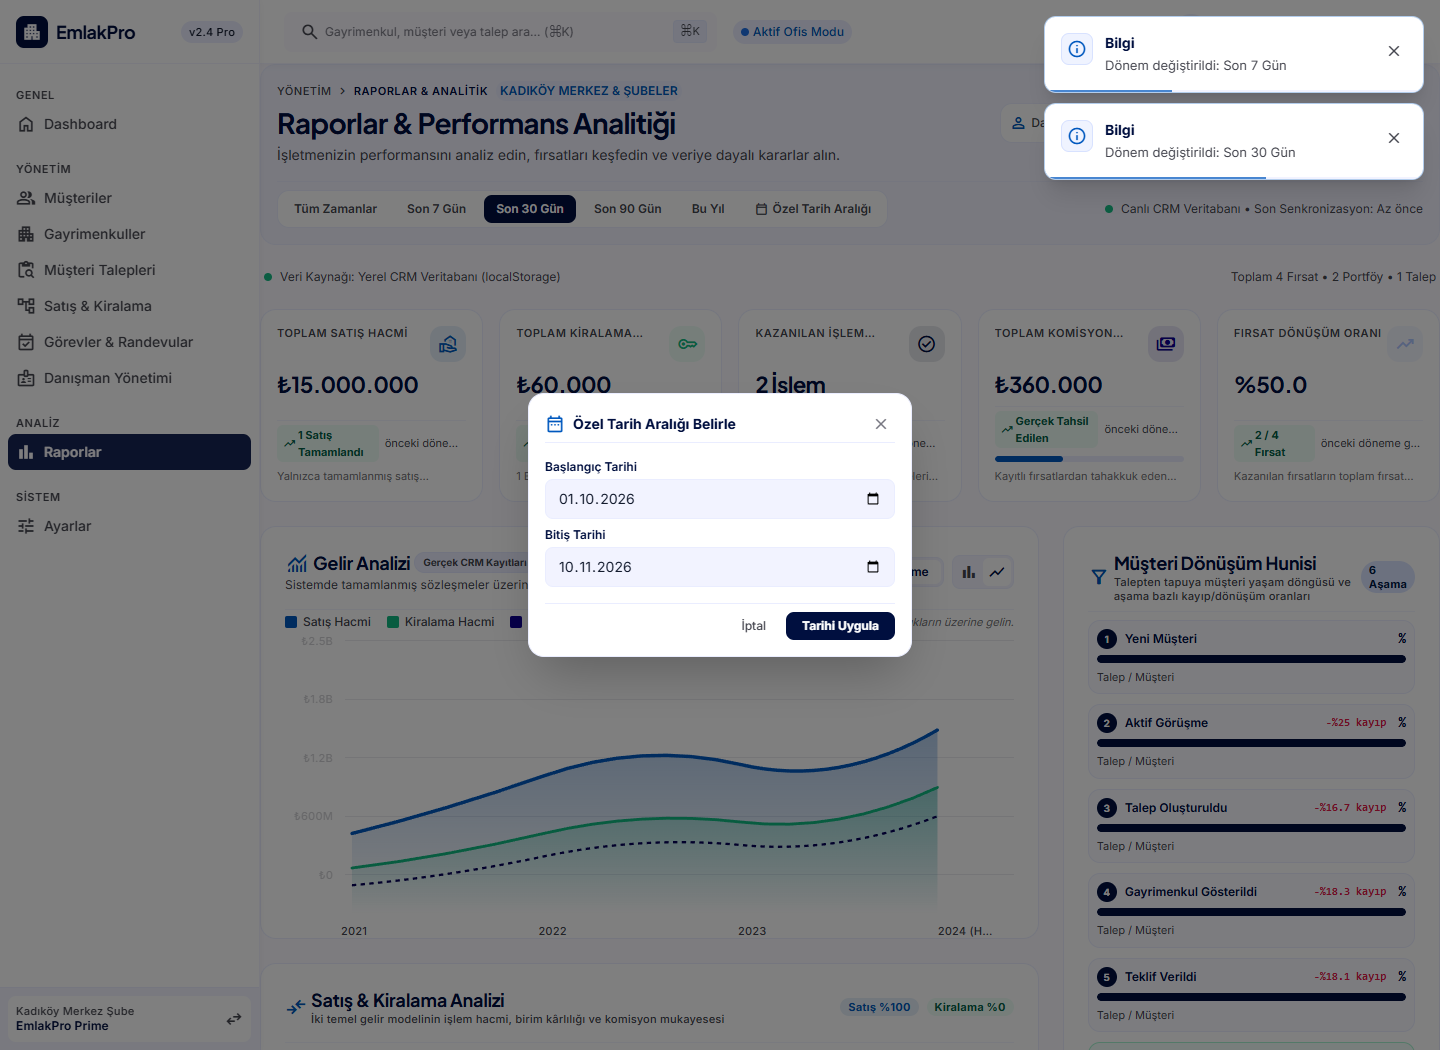 EmlakPro
v2.4 Pro
Gayrimenkul, müşteri veya talep ara... (⌘K)
⌘K
Aktif Ofis Modu
Bilgi
Dönem değiştirildi: Son 7 Gün
Bilgi
Dönem değiştirildi: Son 30 Gün
GENEL
Dashboard
YÖNETİM
Müşteriler
Gayrimenkuller
Müşteri Talepleri
Satış & Kiralama
Görevler & Randevular
Danışman Yönetimi
ANALİZ
Raporlar
SİSTEM
Ayarlar
Kadıköy Merkez Şube
EmlakPro Prime
YÖNETİM > RAPORLAR & ANALİTİK KADIKÖY MERKEZ & ŞUBELER
Raporlar & Performans Analitiği
İşletmenizin performansını analiz edin, fırsatları keşfedin ve veriye dayalı kararlar alın.
Tüm Zamanlar
Son 7 Gün
Son 30 Gün
Son 90 Gün
Bu Yıl
Özel Tarih Aralığı
Canlı CRM Veritabanı • Son Senkronizasyon: Az önce
Veri Kaynağı: Yerel CRM Veritabanı (localStorage)
Toplam 4 Fırsat • 2 Portföy • 1 Talep
TOPLAM SATIŞ HACMİ
₺15.000.000
1 Satış Tamamlandı
önceki döne...
Yalnızca tamamlanmış satış...
TOPLAM KİRALAMA...
₺60.000
KAZANILAN İŞLEM...
2 İşlem
TOPLAM KOMİSYON...
₺360.000
Gerçek Tahsil Edilen
önceki döne...
Kayıtlı fırsatlardan tahakkuk eden...
FIRSAT DÖNÜŞÜM ORANI
%50.0
2 / 4 Fırsat
önceki döneme g...
Kazanılan fırsatların toplam fırsat...
Özel Tarih Aralığı Belirle
Başlangıç Tarihi
01.10.2026
Bitiş Tarihi
10.11.2026
İptal
Tarihi Uygula
Gelir Analizi
Gerçek CRM Kayıtları
Sistemde tamamlanmış sözleşmeler üzerin
Satış Hacmi
Kiralama Hacmi
ıkların üzerine gelin.
₺2.5B
₺1.8B
₺1.2B
₺600M
₺0
2021
2022
2023
2024 (H...
Müşteri Dönüşüm Hunisi
Talepten tapuya müşteri yaşam döngüsü ve
aşama bazlı kayıp/dönüşüm oranları
6 Aşama
1 Yeni Müşteri %
Talep / Müşteri
2 Aktif Görüşme -%25 kayıp %
Talep / Müşteri
3 Talep Oluşturuldu -%16.7 kayıp %
Talep / Müşteri
4 Gayrimenkul Gösterildi -%18.3 kayıp %
Talep / Müşteri
5 Teklif Verildi -%18.1 kayıp %
Talep / Müşteri
Satış & Kiralama Analizi
İki temel gelir modelinin işlem hacmi, birim kârlılığı ve komisyon mukayesesi
Satış %100
Kiralama %0